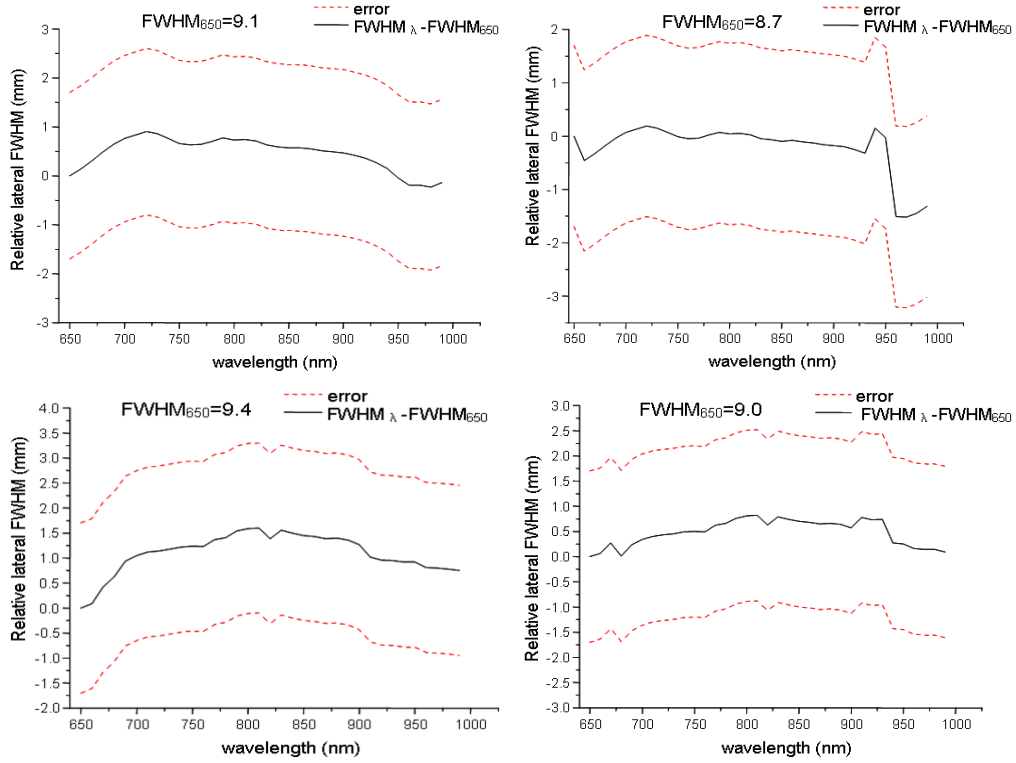 FWHM650=9.1
error
FWHM λ -FWHM650
Relative lateral FWHM (mm)
3
2
1
0
-1
-2
-3
650 700 750 800 850 900 950 1000
wavelength (nm)
FWHM650=8.7
error
FWHM λ -FWHM650
Relative lateral FWHM (mm)
2
1
0
-1
-2
-3
650 700 750 800 850 900 950 1000
wavelength (nm)
FWHM650=9.4
error
FWHM λ -FWHM650
Relative lateral FWHM (mm)
4.0
3.5
3.0
2.5
2.0
1.5
1.0
0.5
0.0
-0.5
-1.0
-1.5
-2.0
650 700 750 800 850 900 950 1000
wavelength (nm)
FWHM650=9.0
error
FWHM λ -FWHM650
Relative lateral FWHM (mm)
3.0
2.5
2.0
1.5
1.0
0.5
0.0
-0.5
-1.0
-1.5
-2.0
-2.5
-3.0
650 700 750 800 850 900 950 1000
wavelength (nm)